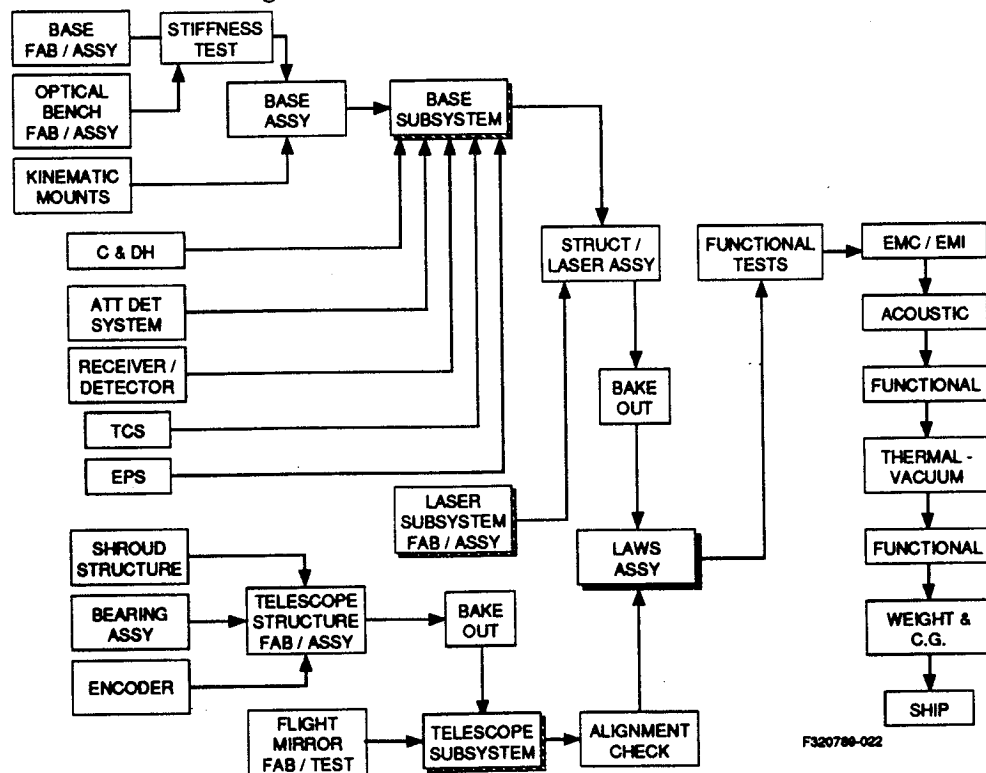 BASE
FAB / ASSY
STIFFNESS
TEST
OPTICAL
BENCH
FAB / ASSY
BASE
ASSY
BASE
SUBSYSTEM
KINEMATIC
MOUNTS
C & DH
ATT DET
SYSTEM
RECEIVER /
DETECTOR
TCS
EPS
STRUCT /
LASER ASSY
BAKE
OUT
LASER
SUBSYSTEM
FAB / ASSY
LAWS
ASSY
SHROUD
STRUCTURE
BEARING
ASSY
ENCODER
TELESCOPE
STRUCTURE
FAB / ASSY
BAKE
OUT
FLIGHT
MIRROR
FAB / TEST
TELESCOPE
SUBSYSTEM
ALIGNMENT
CHECK
FUNCTIONAL
TESTS
EMC / EMI
ACOUSTIC
FUNCTIONAL
THERMAL -
VACUUM
FUNCTIONAL
WEIGHT &
C.G.
SHIP
F320786-022